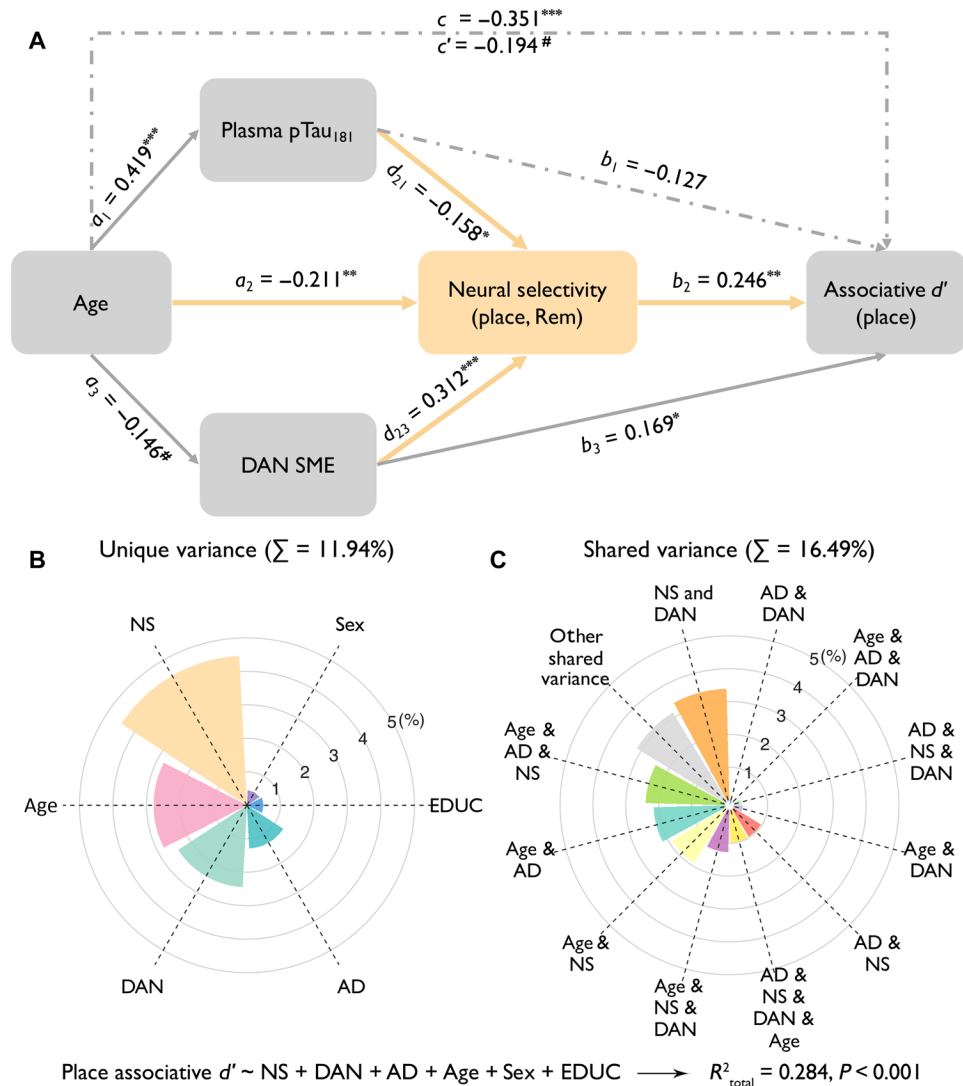 A
c = −0.351***
c′ = −0.194 #
Plasma pTau181
a1 = 0.419***
d21 = −0.158*
b1 = −0.127
Age
a2 = −0.211**
Neural selectivity
(place, Rem)
b2 = 0.246**
Associative d′
(place)
a3 = −0.146#
d23 = 0.312***
b3 = 0.169*
DAN SME
B
Unique variance (∑ = 11.94%)
NS
Sex
5(%)
4
3
2
1
Age
EDUC
DAN
AD
C
Shared variance (∑ = 16.49%)
NS and
DAN
AD &
DAN
Other
shared
variance
5(%)
4
3
2
1
Age &
AD &
DAN
Age &
AD &
NS
AD &
NS &
DAN
Age &
AD
Age &
DAN
Age &
NS
AD &
NS
Age &
NS &
DAN
AD &
NS &
DAN &
Age
Place associative d′ ~ NS + DAN + AD + Age + Sex + EDUC ⟶ R²total = 0.284, P < 0.001